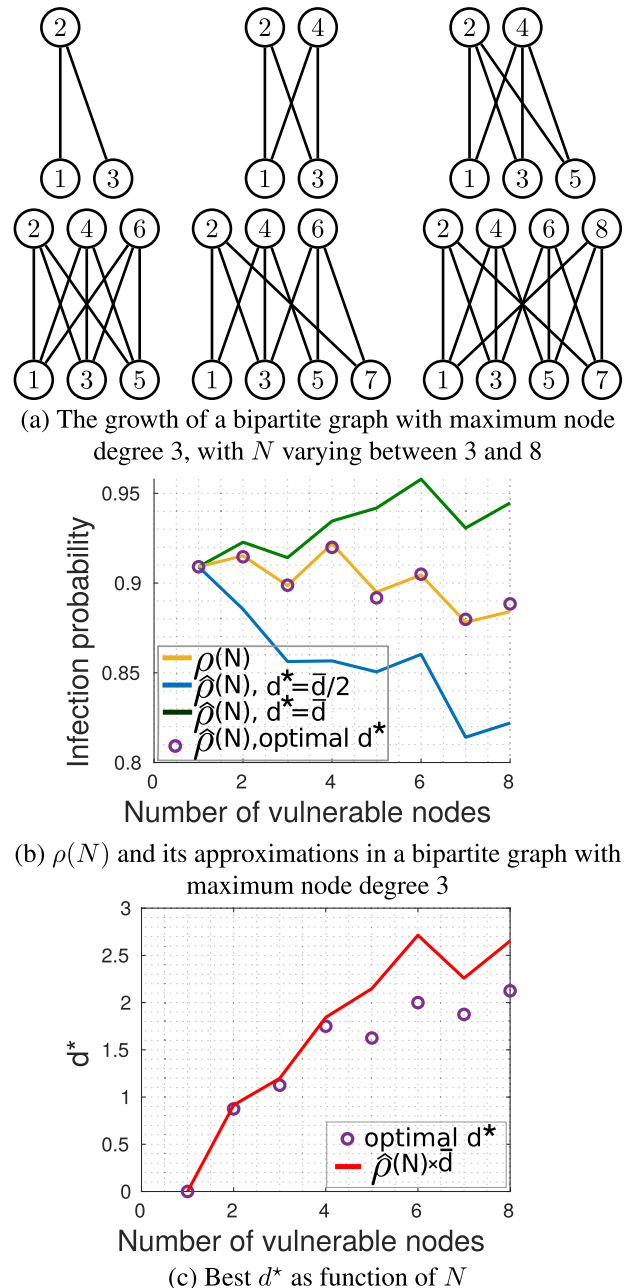 2 2 4 2 4
1 3 1 3 1 3 5
2 4 6 2 4 6 2 4 6 8
1 3 5 1 3 5 7 1 3 5 7
(a) The growth of a bipartite graph with maximum node
degree 3, with N varying between 3 and 8
Infection probability
0.95
0.9
0.85
0.8
ρ(N)
ρ̂(N), d*=d̄/2
ρ̂(N), d*=d̄
ρ̂(N),optimal d*
0 2 4 6 8
Number of vulnerable nodes
(b) ρ(N) and its approximations in a bipartite graph with
maximum node degree 3
d*
3
2.5
2
1.5
1
0.5
0
optimal d*
ρ̂(N)×d̄
0 2 4 6 8
Number of vulnerable nodes
(c) Best d⋆ as function of N